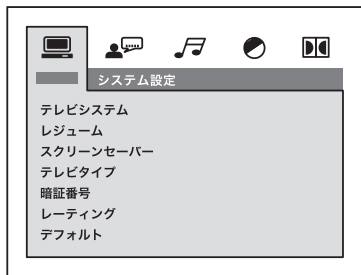 システム設定
テレビシステム
レジューム
スクリーンセーバー
テレビタイプ
暗証番号
レーティング
デフォルト